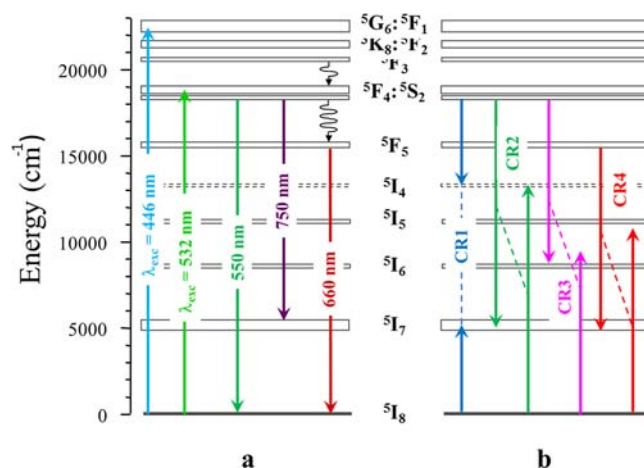 ⁵G₆:⁵F₁
⁵K₈:⁵F₂
⁵F₃
⁵F₄:⁵S₂
⁵F₅
⁵I₄
⁵I₅
⁵I₆
⁵I₇
⁵I₈
Energy (cm⁻¹)
20000
15000
10000
5000
0
λexc = 446 nm
λexc = 532 nm
550 nm
750 nm
660 nm
CR1
CR2
CR3
CR4
a
b